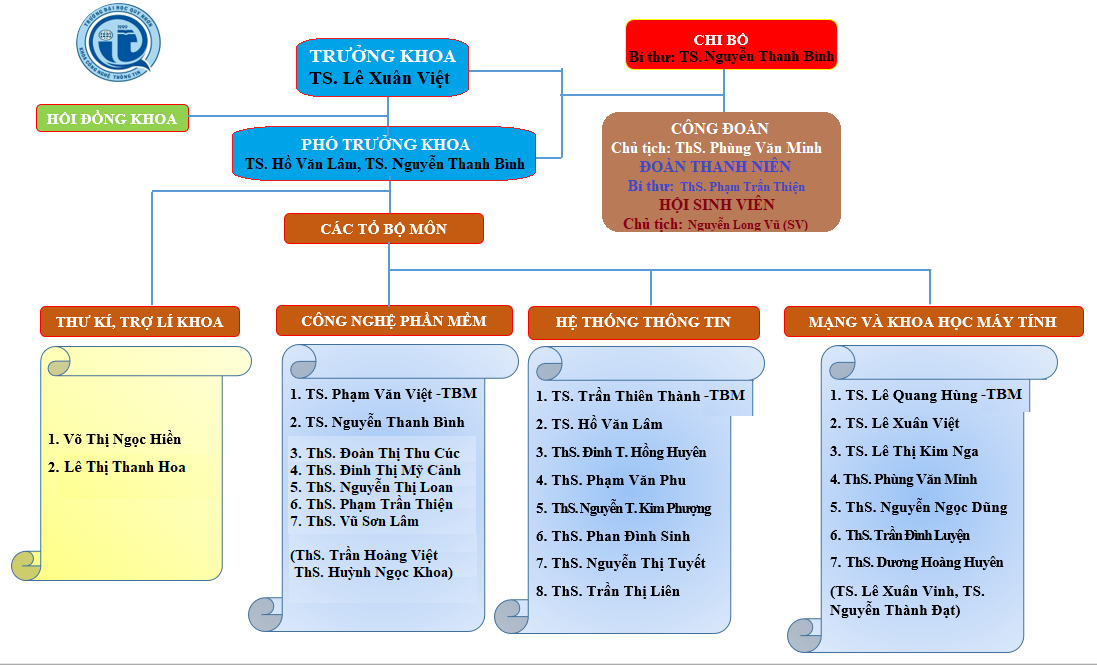 TRƯỜNG ĐẠI HỌC QUY NHƠN
KHOA CÔNG NGHỆ THÔNG TIN
TRƯỞNG KHOA
TS. Lê Xuân Việt
CHI BỘ
Bí thư: TS. Nguyễn Thanh Bình
HỘI ĐỒNG KHOA
PHÓ TRƯỞNG KHOA
TS. Hồ Văn Lâm, TS. Nguyễn Thanh Bình
CÔNG ĐOÀN
Chủ tịch: ThS. Phùng Văn Minh
ĐOÀN THANH NIÊN
Bí thư: ThS. Phạm Trần Thiện
HỘI SINH VIÊN
Chủ tịch: Nguyễn Long Vũ (SV)
CÁC TỔ BỘ MÔN
THƯ KÍ, TRỢ LÍ KHOA
1. Võ Thị Ngọc Hiền
2. Lê Thị Thanh Hoa
CÔNG NGHỆ PHẦN MỀM
1. TS. Phạm Văn Việt -TBM
2. TS. Nguyễn Thanh Bình
3. ThS. Đoàn Thị Thu Cúc
4. ThS. Đinh Thị Mỹ Cảnh
5. ThS. Nguyễn Thị Loan
6. ThS. Phạm Trần Thiện
7. ThS. Vũ Sơn Lâm
(ThS. Trần Hoàng Việt
ThS. Huỳnh Ngọc Khoa)
HỆ THỐNG THÔNG TIN
1. TS. Trần Thiên Thành -TBM
2. TS. Hồ Văn Lâm
3. ThS. Đinh T. Hồng Huyên
4. ThS. Phạm Văn Phu
5. ThS. Nguyễn T. Kim Phượng
6. ThS. Phan Đình Sinh
7. ThS. Nguyễn Thị Tuyết
8. ThS. Trần Thị Liên
MẠNG VÀ KHOA HỌC MÁY TÍNH
1. TS. Lê Quang Hùng -TBM
2. TS. Lê Xuân Việt
3. TS. Lê Thị Kim Nga
4. ThS. Phùng Văn Minh
5. ThS. Nguyễn Ngọc Dũng
6. ThS. Trần Đình Luyện
7. ThS. Dương Hoàng Huyên
(TS. Lê Xuân Vinh, TS.
Nguyễn Thành Đạt)